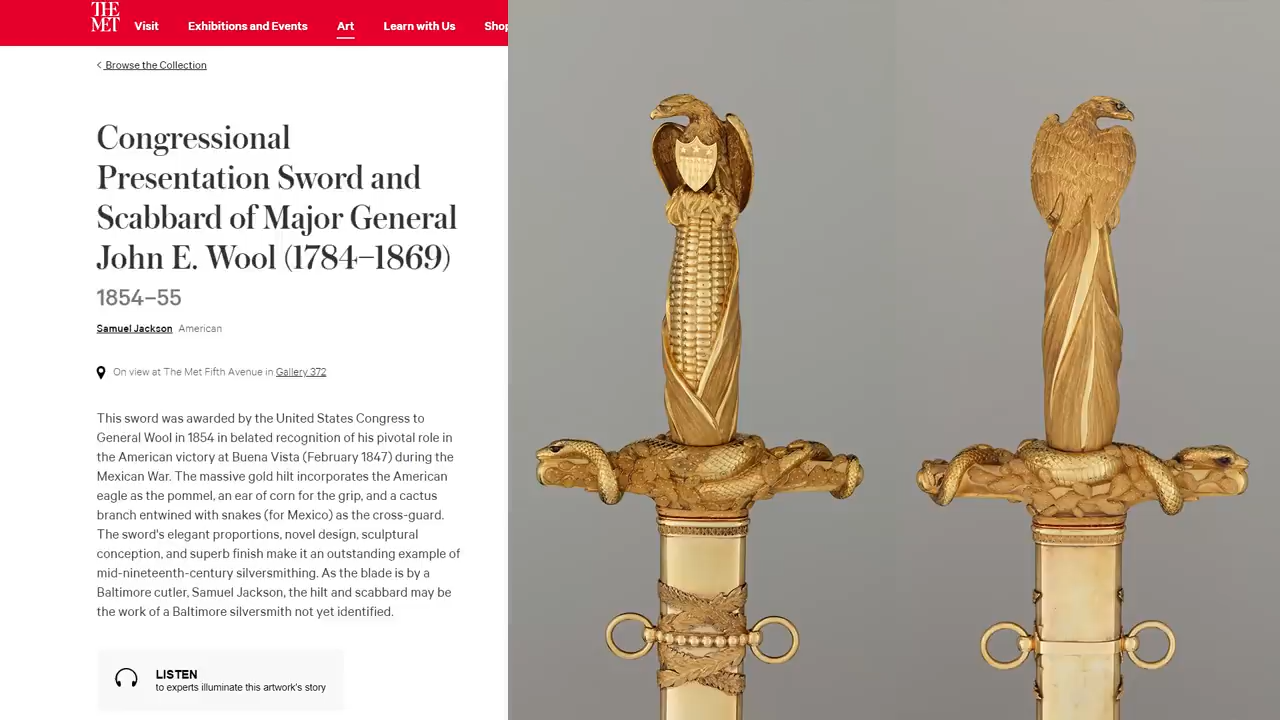 THE
MET
Visit Exhibitions and Events Art Learn with Us Shop
< Browse the Collection
Congressional
Presentation Sword and
Scabbard of Major General
John E. Wool (1784–1869)
1854–55
Samuel Jackson American
On view at The Met Fifth Avenue in Gallery 372
This sword was awarded by the United States Congress to
General Wool in 1854 in belated recognition of his pivotal role in
the American victory at Buena Vista (February 1847) during the
Mexican War. The massive gold hilt incorporates the American
eagle as the pommel, an ear of corn for the grip, and a cactus
branch entwined with snakes (for Mexico) as the cross-guard.
The sword's elegant proportions, novel design, sculptural
conception, and superb finish make it an outstanding example of
mid-nineteenth-century silversmithing. As the blade is by a
Baltimore cutler, Samuel Jackson, the hilt and scabbard may be
the work of a Baltimore silversmith not yet identified.
LISTEN
to experts illuminate this artwork's story